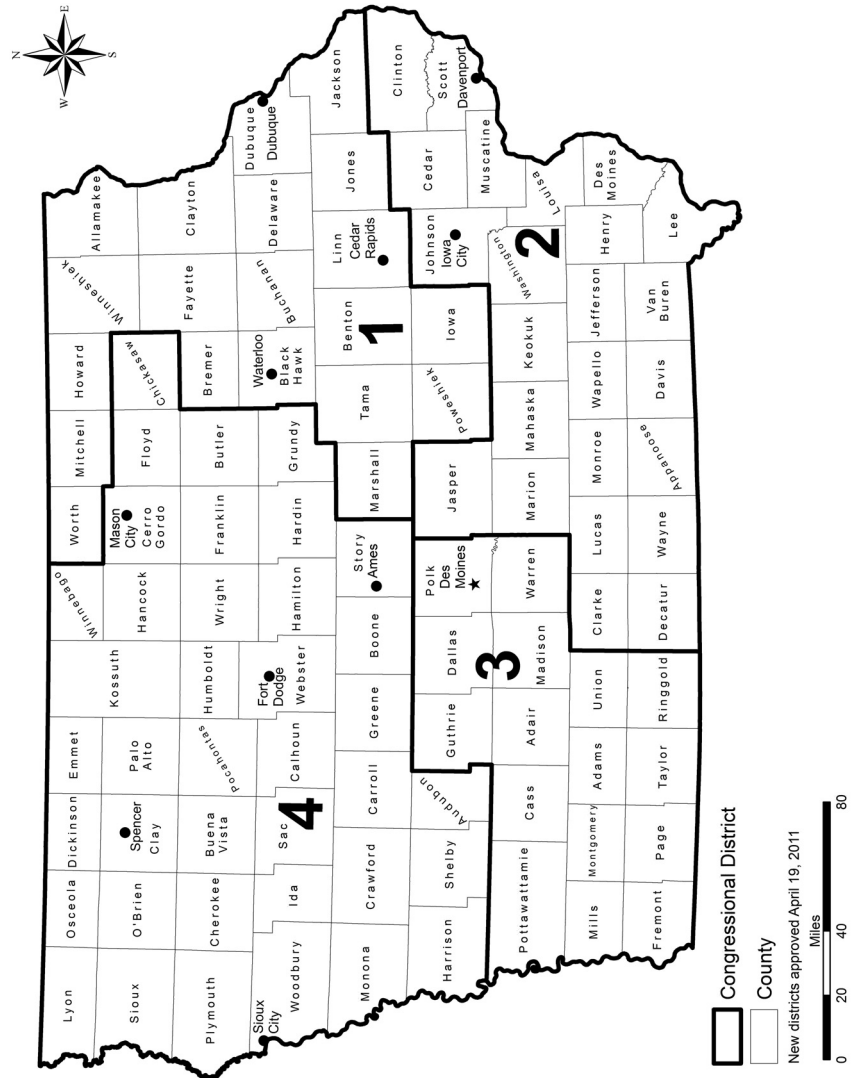 N
E
S
W
Lyon
Osceola
Dickinson
Emmet
Kossuth
Winnebago
Worth
Mitchell
Howard
Winneshiek
Allamakee
Sioux
O'Brien
Spencer
Clay
Palo
Alto
Hancock
Mason
City
Cerro
Gordo
Floyd
Chickasaw
Fayette
Clayton
Plymouth
Cherokee
Buena
Vista
Pocahontas
Humboldt
Wright
Franklin
Butler
Bremer
Sioux
City
Woodbury
Ida
Sac
4
Calhoun
Fort
Dodge
Webster
Hamilton
Hardin
Grundy
Waterloo
Black
Hawk
Buchanan
Delaware
Dubuque
Dubuque
Monona
Crawford
Carroll
Greene
Boone
Story
Ames
Marshall
Tama
Benton
1
Linn
Cedar
Rapids
Jones
Jackson
Harrison
Shelby
Audubon
Guthrie
Dallas
Polk
Des
Moines
Jasper
Poweshiek
Iowa
Johnson
Iowa
City
Cedar
Clinton
Scott
Davenport
Muscatine
Pottawattamie
Cass
Adair
3
Madison
Warren
Marion
Mahaska
Keokuk
Washington
2
Louisa
Mills
Montgomery
Adams
Union
Clarke
Lucas
Monroe
Wapello
Jefferson
Henry
Des
Moines
Fremont
Page
Taylor
Ringgold
Decatur
Wayne
Appanoose
Davis
Van
Buren
Lee
Congressional District
County
New districts approved April 19, 2011
Miles
0 20 40 80